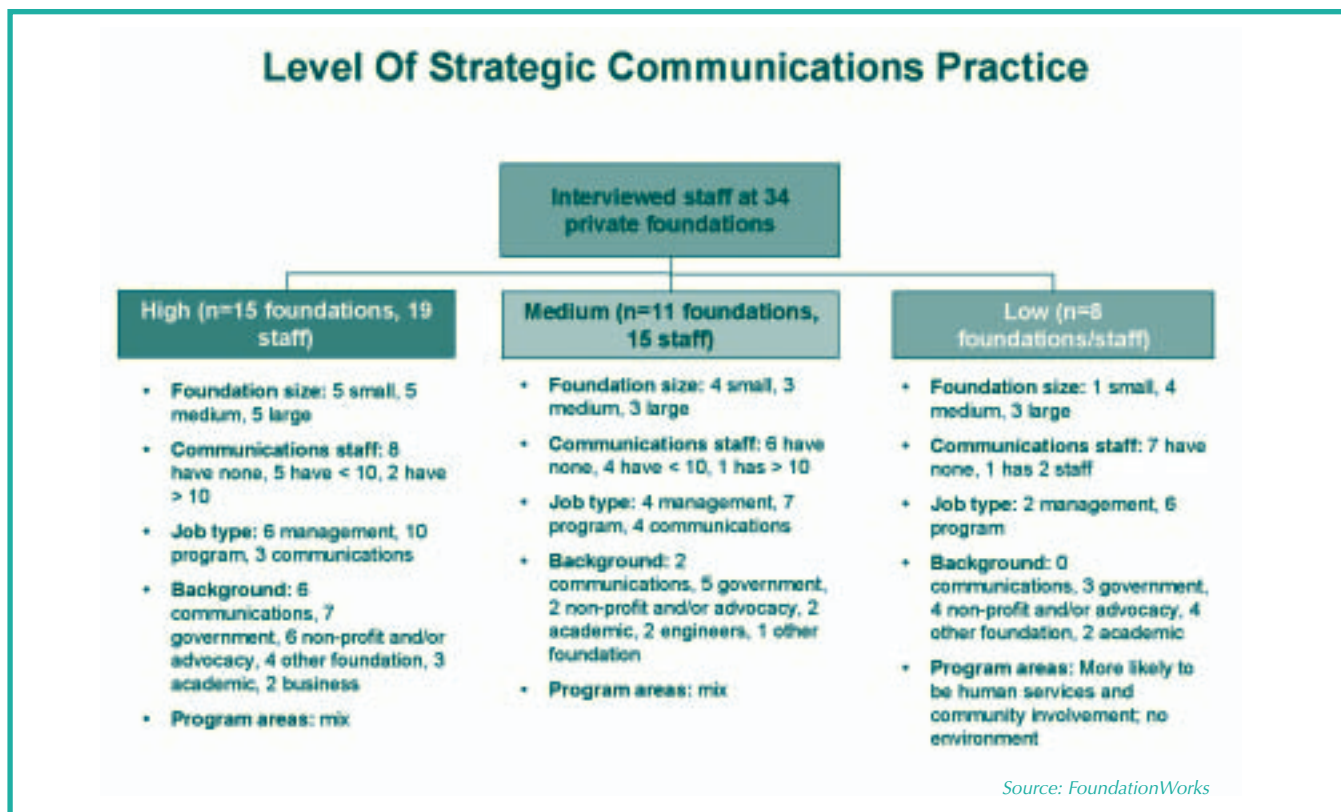 Level Of Strategic Communications Practice
Interviewed staff at 34
private foundations
High (n=15 foundations, 19
staff)
• Foundation size: 5 small, 5
medium, 5 large
• Communications staff: 8
have none, 5 have < 10, 2 have
> 10
• Job type: 6 management, 10
program, 3 communications
• Background: 6
communications, 7
government, 6 non-profit and/or
advocacy, 4 other foundation, 3
academic, 2 business
• Program areas: mix
Medium (n=11 foundations,
15 staff)
• Foundation size: 4 small, 3
medium, 3 large
• Communications staff: 6 have
none, 4 have < 10, 1 has > 10
• Job type: 4 management, 7
program, 4 communications
• Background: 2
communications, 5 government,
2 non-profit and/or advocacy, 2
academic, 2 engineers, 1 other
foundation
• Program areas: mix
Low (n=8
foundations/staff)
• Foundation size: 1 small, 4
medium, 3 large
• Communications staff: 7 have
none, 1 has 2 staff
• Job type: 2 management, 6
program
• Background: 0
communications, 3 government,
4 non-profit and/or advocacy, 4
other foundation, 2 academic
• Program areas: More likely to
be human services and
community involvement; no
environment
Source: FoundationWorks